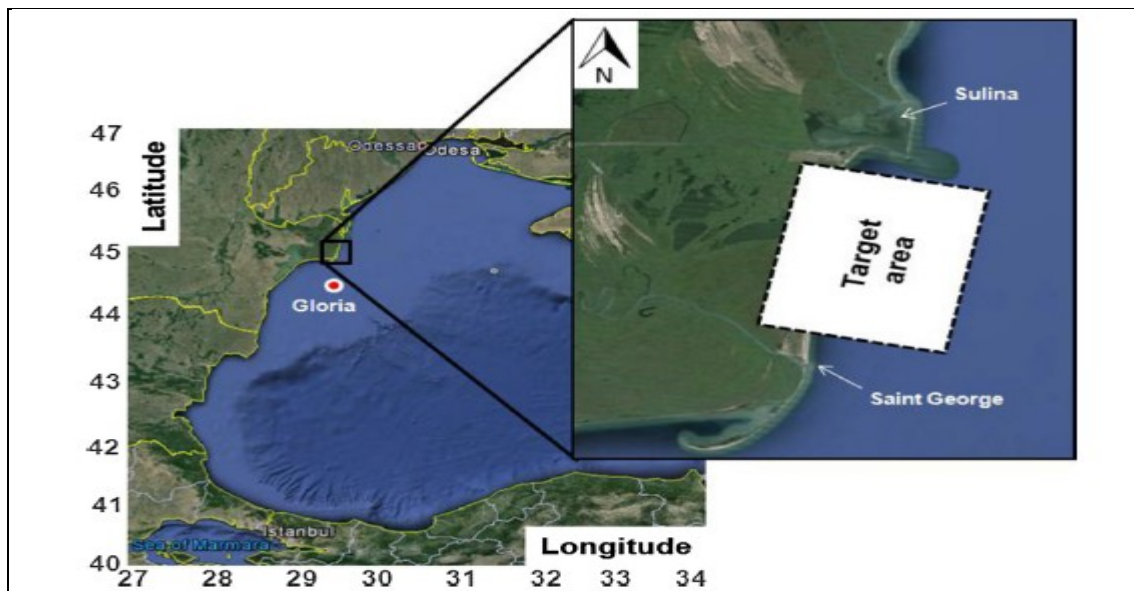 N
Sulina
47
Odessa Odesa
Latitude
46
Target
area
45
Gloria
44
Saint George
43
42
41
Istanbul
Longitude
Sea of Marmara
40
27 28 29 30 31 32 33 34